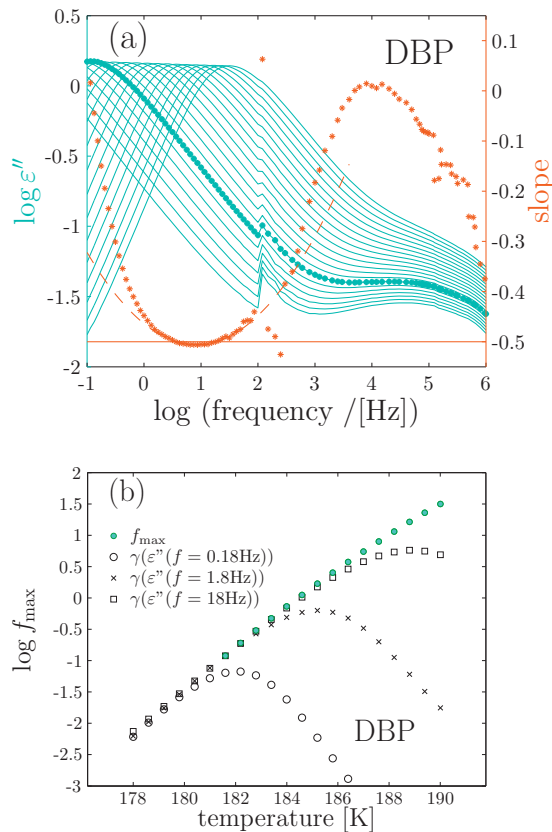 (a)
DBP
0.1
0
-0.1
-0.2
-0.3
-0.4
-0.5
slope
0
-0.5
-1
-1.5
-2
log ε′′
-1 0 1 2 3 4 5 6
log (frequency /[Hz])
(b)
2
1.5
1
0.5
0
-0.5
-1
-1.5
-2
-2.5
-3
log f_max
f_max
γ(ε”(f = 0.18Hz))
γ(ε”(f = 1.8Hz))
γ(ε”(f = 18Hz))
DBP
178 180 182 184 186 188 190
temperature [K]